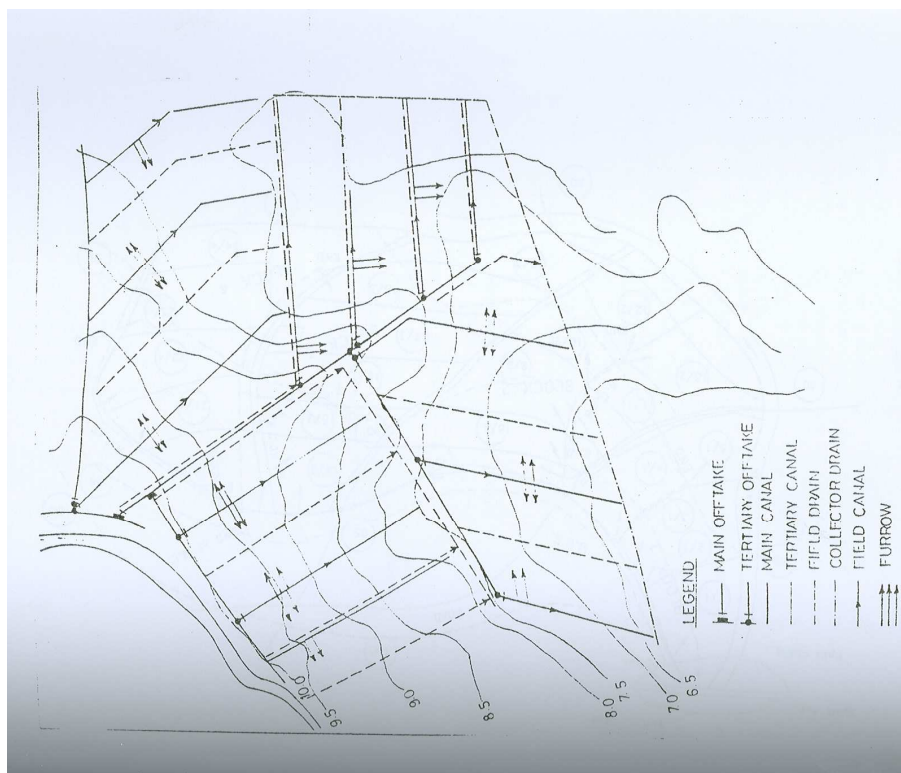 10.0
9.5
9.0
8.5
8.0
7.5
7.0
6.5
LEGEND
MAIN OFFTAKE
TERTIARY OFFTAKE
MAIN CANAL
TERTIARY CANAL
FIELD DRAIN
COLLECTOR DRAIN
FIELD CANAL
FURROW